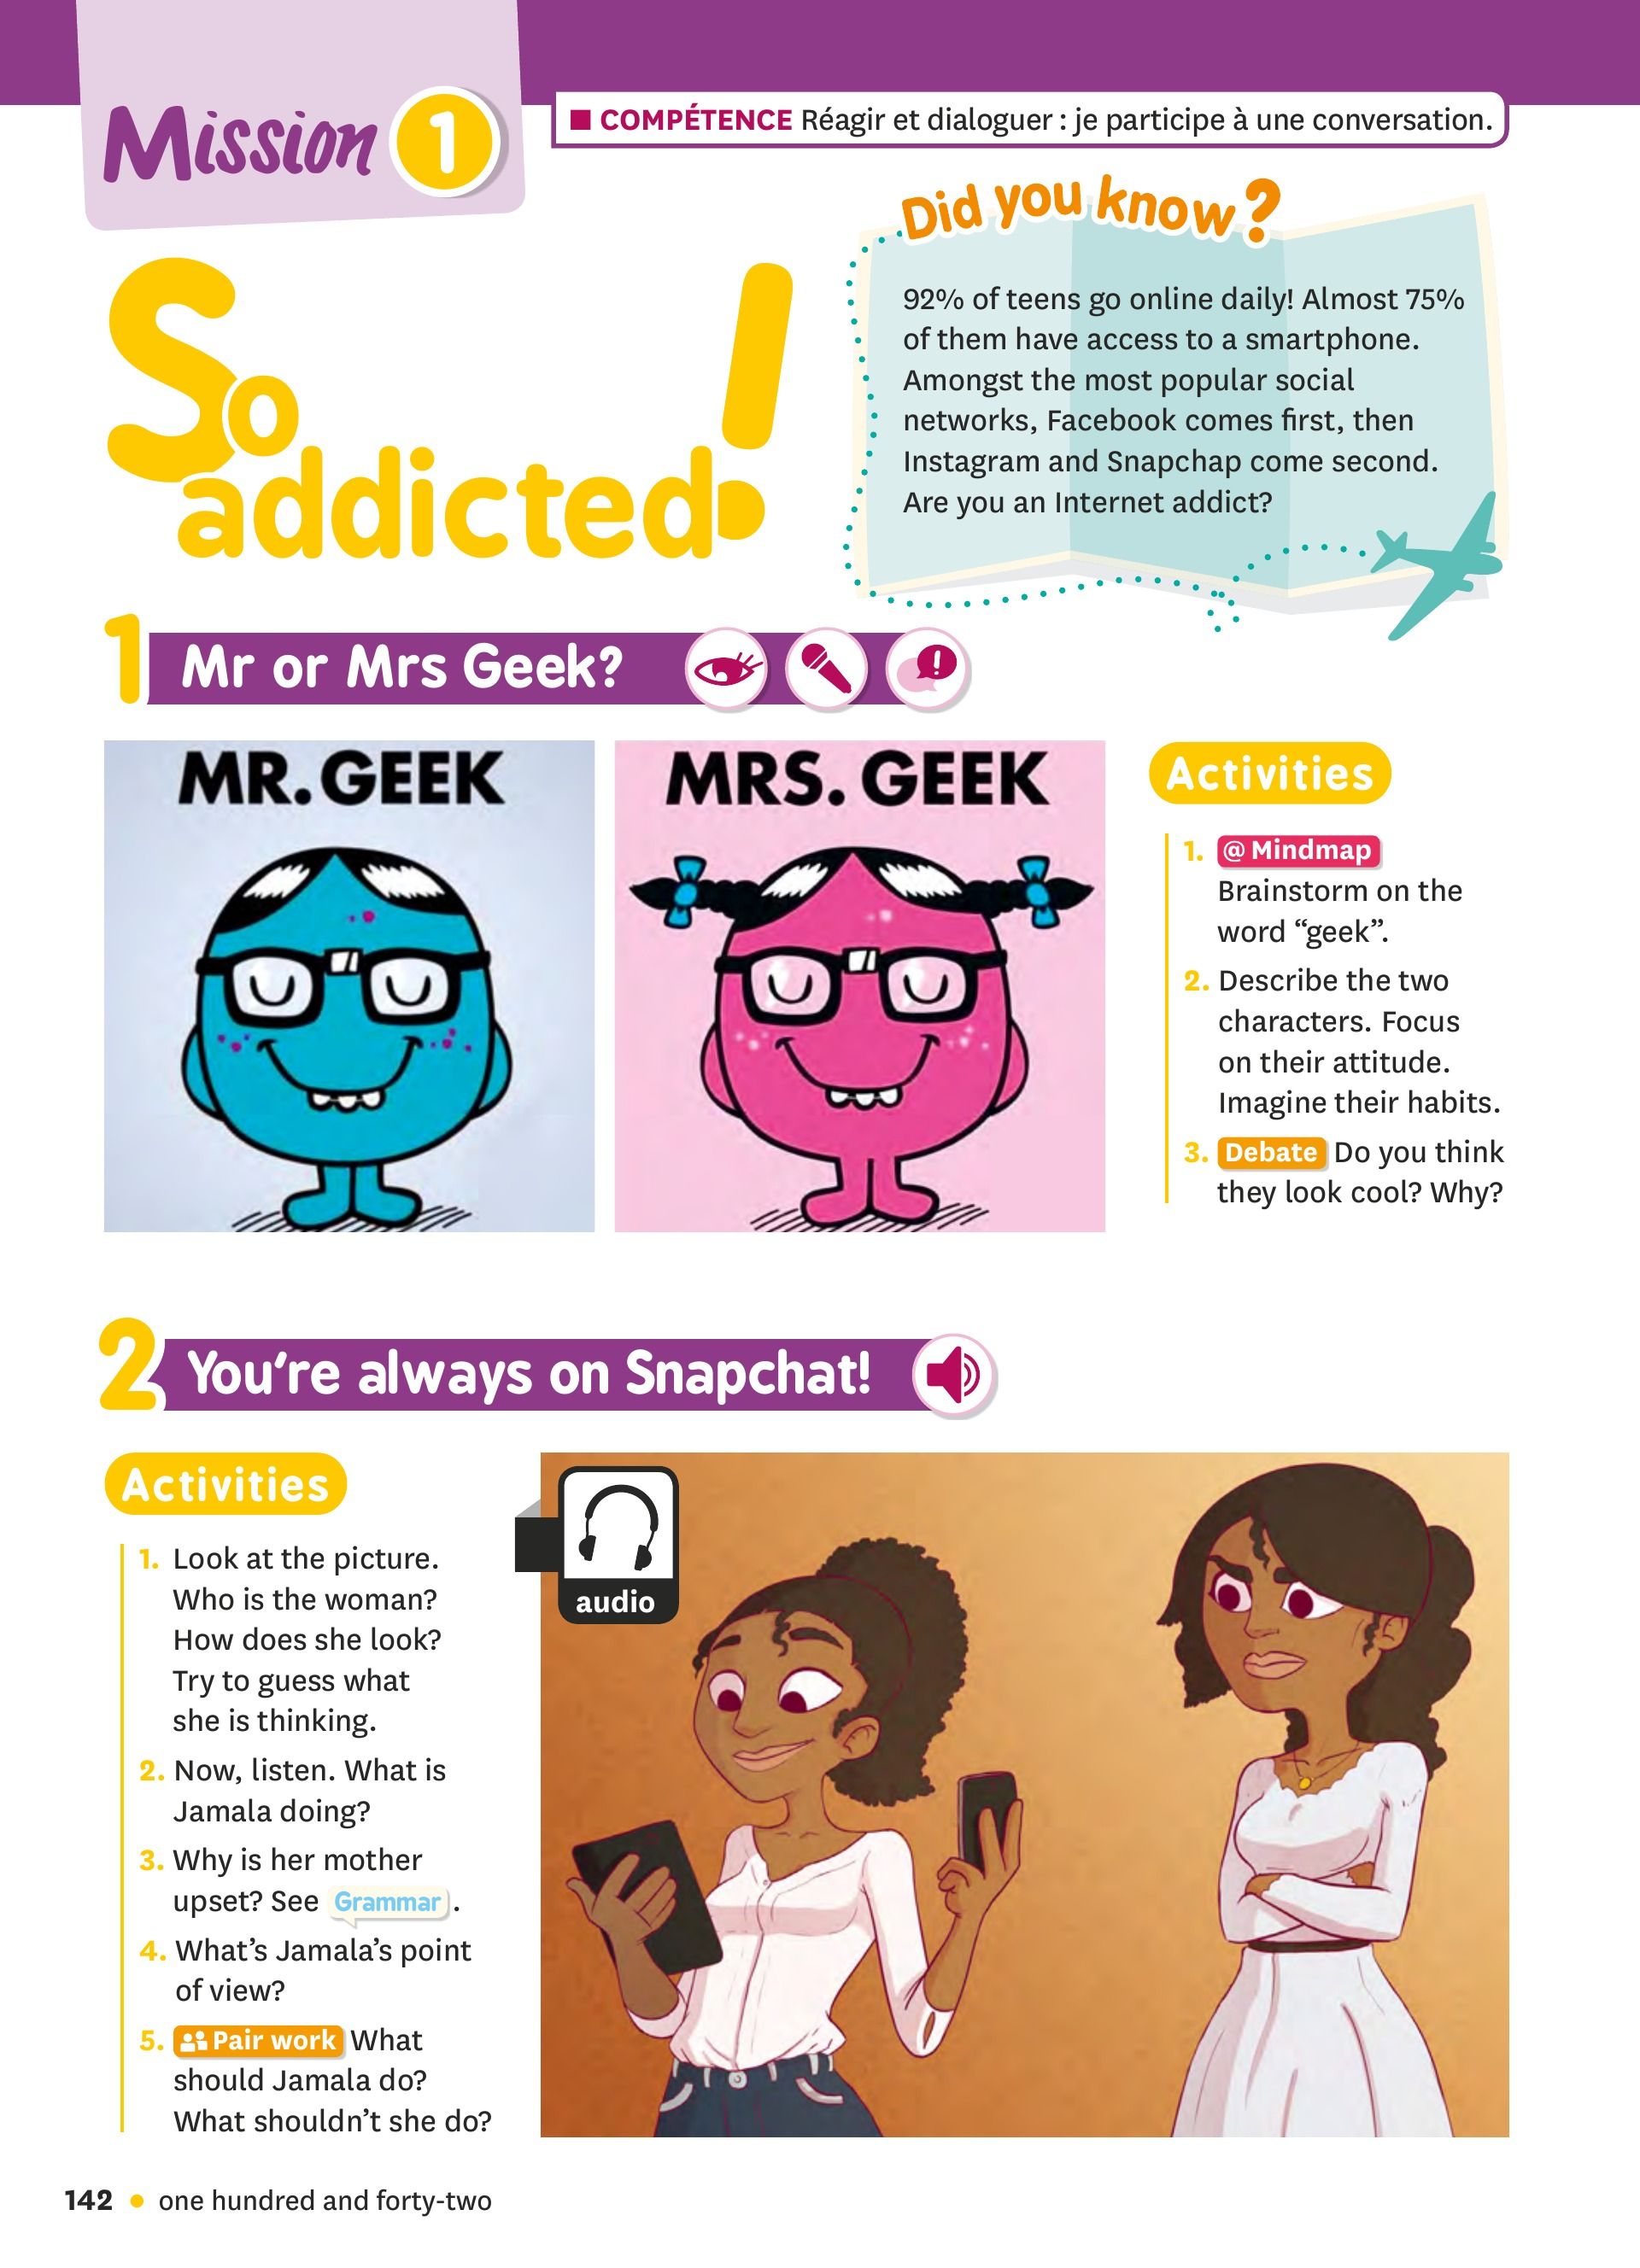 Mission 1
■ COMPÉTENCE Réagir et dialoguer : je participe à une conversation.
So
addicted!
Did you know?
92% of teens go online daily! Almost 75%
of them have access to a smartphone.
Amongst the most popular social
networks, Facebook comes first, then
Instagram and Snapchap come second.
Are you an Internet addict?
1 Mr or Mrs Geek?
MR. GEEK
MRS. GEEK
Activities
1. @ Mindmap
Brainstorm on the
word “geek”.
2. Describe the two
characters. Focus
on their attitude.
Imagine their habits.
3. Debate Do you think
they look cool? Why?
2 You're always on Snapchat!
Activities
1. Look at the picture.
Who is the woman?
How does she look?
Try to guess what
she is thinking.
2. Now, listen. What is
Jamala doing?
3. Why is her mother
upset? See Grammar.
4. What’s Jamala’s point
of view?
5. Pair work What
should Jamala do?
What shouldn’t she do?
audio
142 • one hundred and forty-two